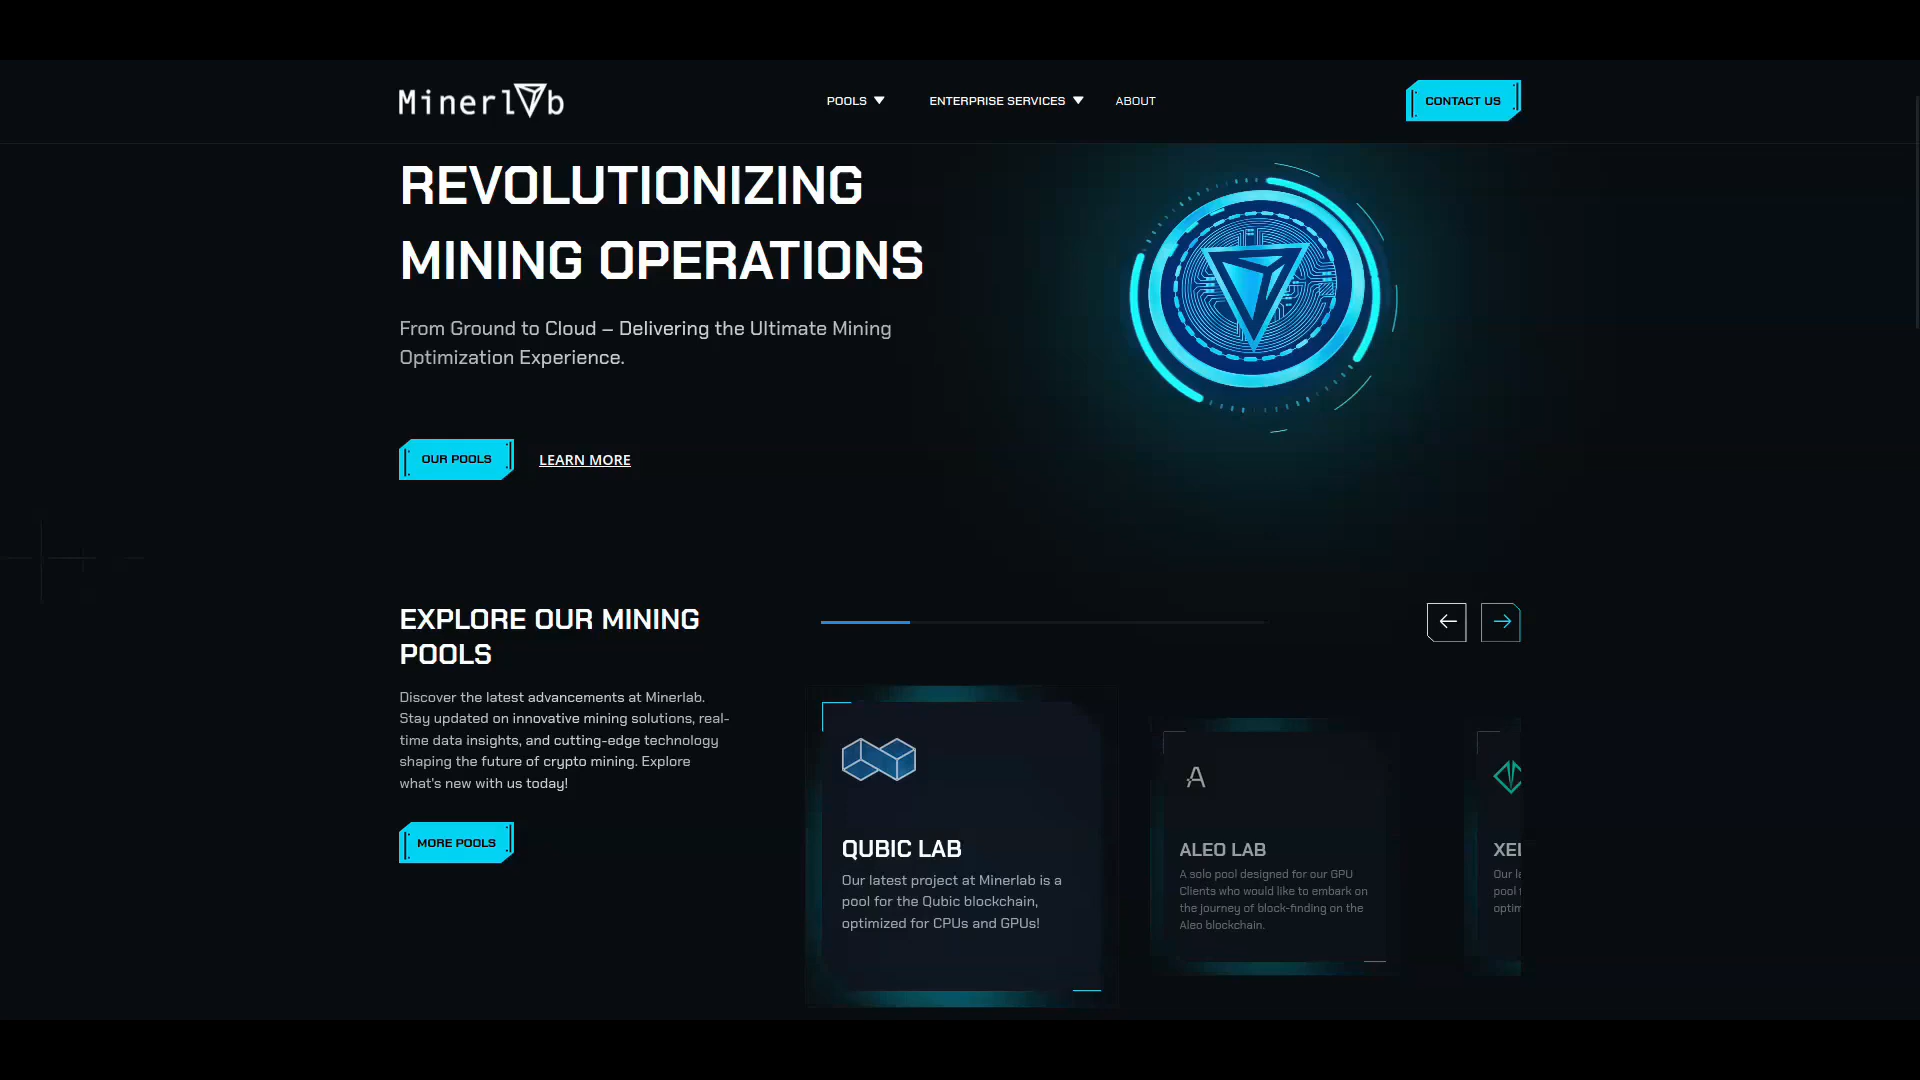 Minerlab
POOLS
ENTERPRISE SERVICES
ABOUT
CONTACT US
REVOLUTIONIZING
MINING OPERATIONS
From Ground to Cloud – Delivering the Ultimate Mining
Optimization Experience.
OUR POOLS
LEARN MORE
EXPLORE OUR MINING
POOLS
Discover the latest advancements at Minerlab.
Stay updated on innovative mining solutions, real-
time data insights, and cutting-edge technology
shaping the future of crypto mining. Explore
what's new with us today!
MORE POOLS
QUBIC LAB
Our latest project at Minerlab is a
pool for the Qubic blockchain,
optimized for CPUs and GPUs!
A
ALEO LAB
A solo pool designed for our GPU
Clients who would like to embark on
the journey of block-finding on the
Aleo blockchain.
Our
pool